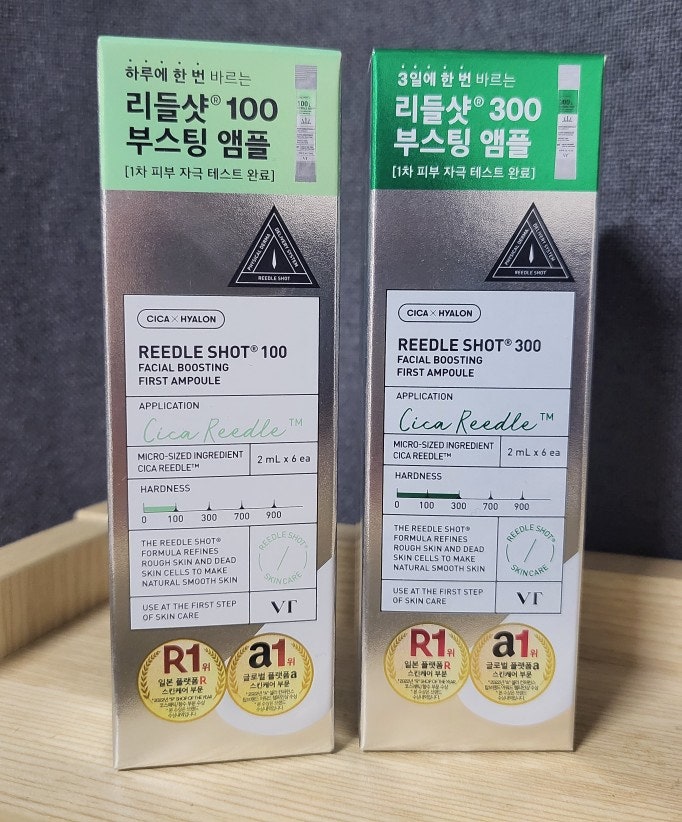 하루에 한 번 바르는
리들샷® 100
부스팅 앰플
[1차 피부 자극 테스트 완료]
PHYSICAL DERMA
DELIVERY SYSTEM
REEDLE SHOT
CICA × HYALON
REEDLE SHOT® 100
FACIAL BOOSTING
FIRST AMPOULE
APPLICATION
Cica Reedle™
MICRO-SIZED INGREDIENT
CICA REEDLE™
2 mL x 6 ea
HARDNESS
0 100 300 700 900
THE REEDLE SHOT®
FORMULA REFINES
ROUGH SKIN AND DEAD
SKIN CELLS TO MAKE
NATURAL SMOOTH SKIN
REEDLE SHOT®
SKIN CARE
USE AT THE FIRST STEP
OF SKIN CARE
VT
R1위
일본 플랫폼 R
스킨케어 부문
a1위
글로벌 플랫폼 a
스킨케어 부문
3일에 한 번 바르는
리들샷® 300
부스팅 앰플
[1차 피부 자극 테스트 완료]
PHYSICAL DERMA
DELIVERY SYSTEM
REEDLE SHOT
CICA × HYALON
REEDLE SHOT® 300
FACIAL BOOSTING
FIRST AMPOULE
APPLICATION
Cica Reedle™
MICRO-SIZED INGREDIENT
CICA REEDLE™
2 mL x 6 ea
HARDNESS
0 100 300 700 900
THE REEDLE SHOT®
FORMULA REFINES
ROUGH SKIN AND DEAD
SKIN CELLS TO MAKE
NATURAL SMOOTH SKIN
REEDLE SHOT®
SKIN CARE
USE AT THE FIRST STEP
OF SKIN CARE
VT
R1위
일본 플랫폼 R
스킨케어 부문
a1위
글로벌 플랫폼 a
스킨케어 부문